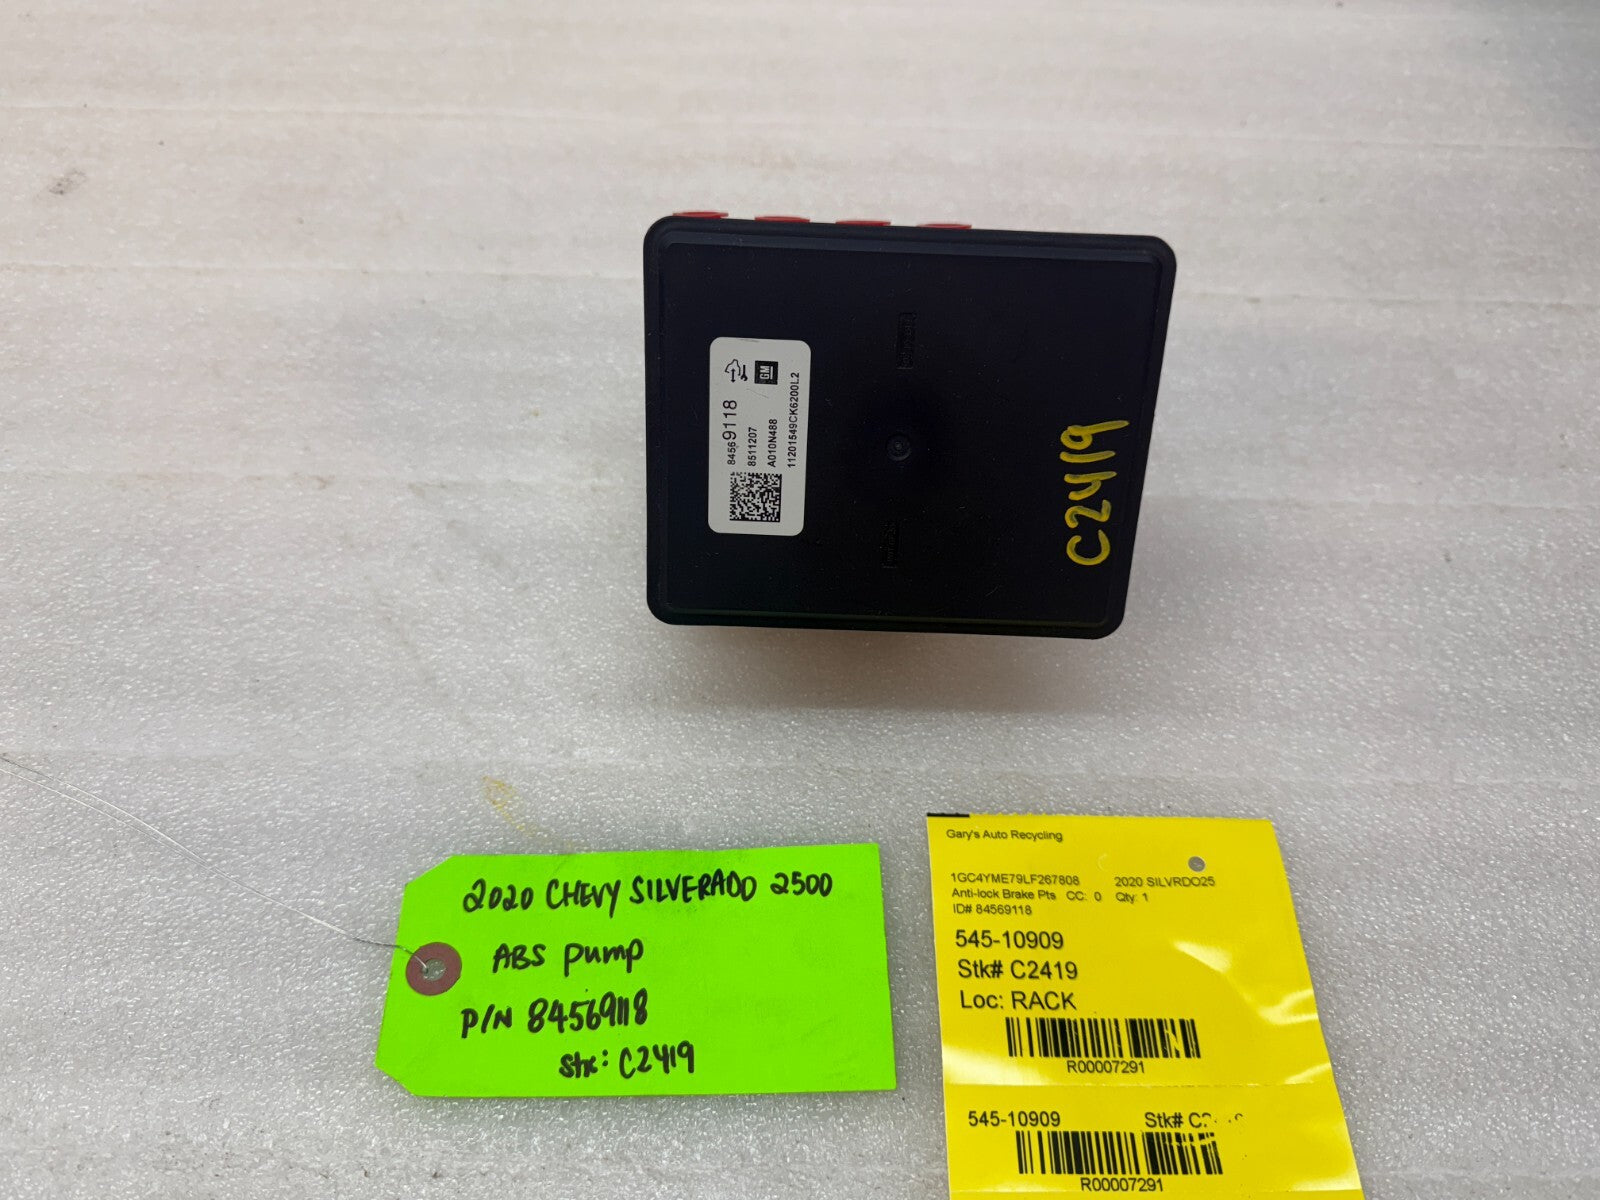 GM
84569118
8511207
A010N488
11201549CK6200L2
C2419
2020 CHEVY SILVERADO 2500
ABS Pump
P/N 84569118
Stk: C2419
Gary's Auto Recycling
1GC4YME79LF267808 2020 SILVRDO25
Anti-lock Brake Pts CC: 0 Qty: 1
ID# 84569118
545-10909
Stk# C2419
Loc: RACK
R00007291
545-10909 Stk#
R00007291